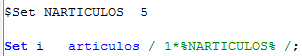 $Set NARTICULOS  5
Set i   articulos / 1*%NARTICULOS% /;